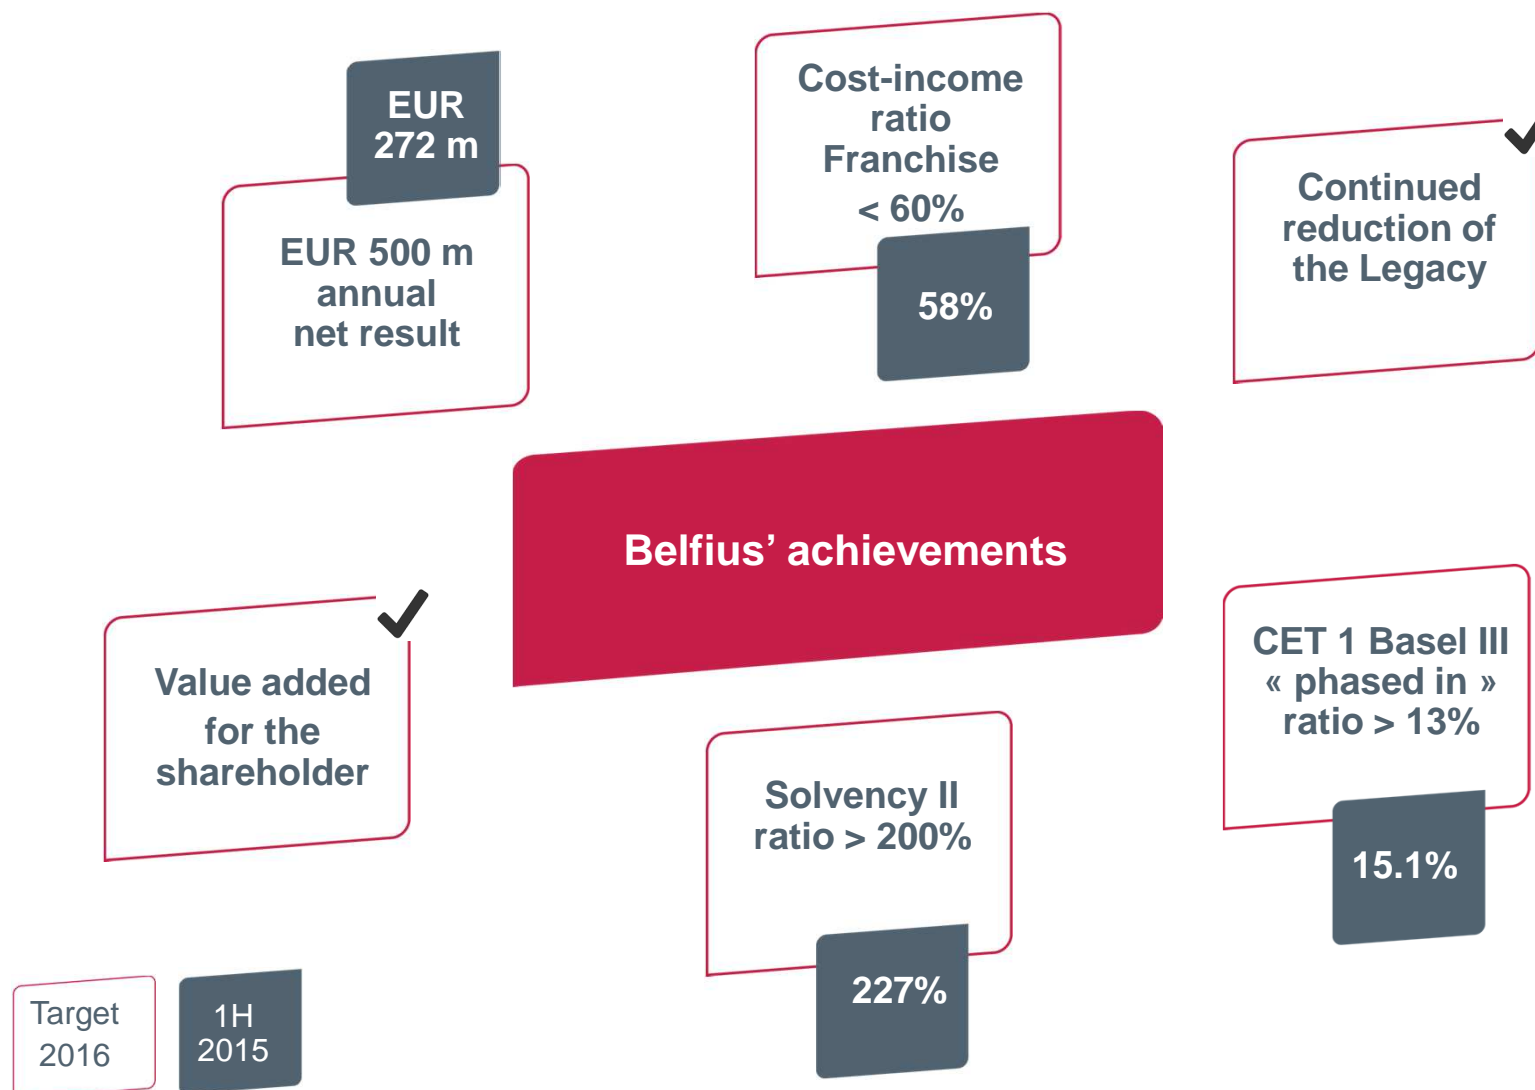 EUR
272 m
EUR 500 m
annual
net result
Cost-income
ratio
Franchise
< 60%
58%
Continued
reduction of
the Legacy
Belfius’ achievements
Value added
for the
shareholder
Solvency II
ratio > 200%
227%
CET 1 Basel III
« phased in »
ratio > 13%
15.1%
Target
2016
1H
2015